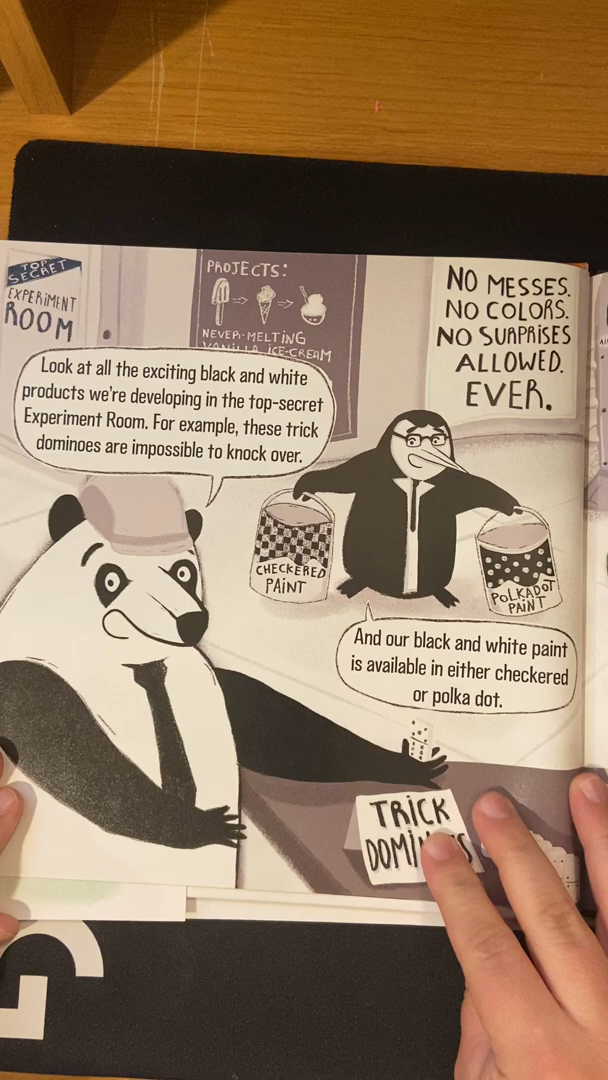 TOP
SECRET
EXPERIMENT
ROOM
PROJECTS:
NEVER-MELTING
VANILLA ICE-CREAM
NO MESSES.
NO COLORS.
NO SURPRISES
ALLOWED.
EVER.
Look at all the exciting black and white
products we're developing in the top-secret
Experiment Room. For example, these trick
dominoes are impossible to knock over.
CHECKERED
PAINT
POLKADOT
PAINT
And our black and white paint
is available in either checkered
or polka dot.
TRICK